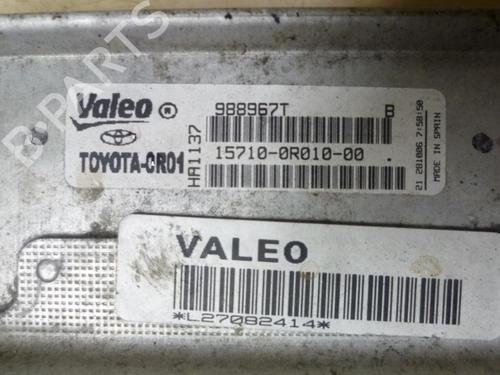 Valeo ® 988967T B
TOYOTA-CR01 HA1137 15710-0R010-00
21 281006 7:58:50
MADE IN SPAIN
VALEO
*L27082414*
B-PARTS